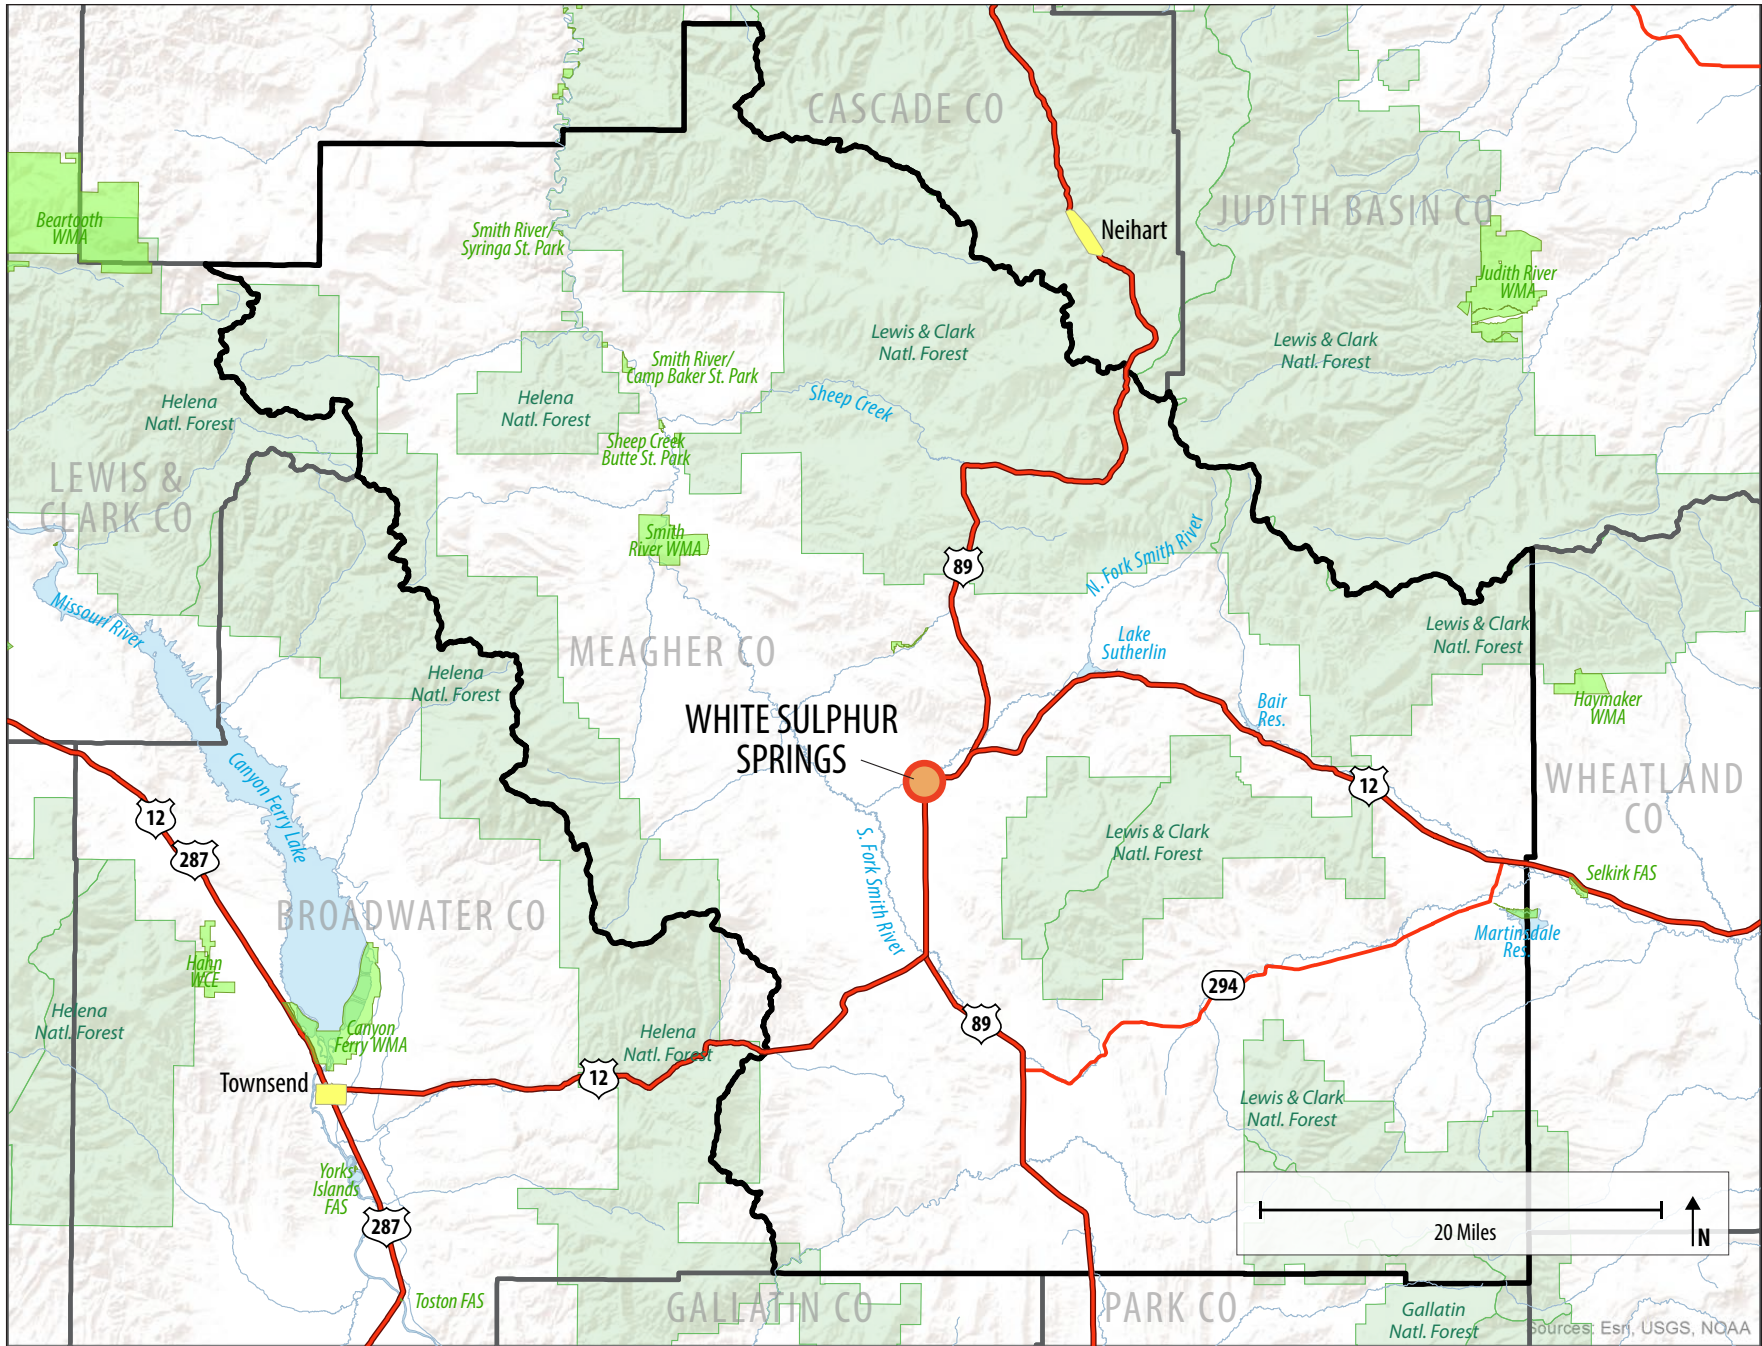 CASCADE CO
JUDITH BASIN CO
Beartooth
WMA
Smith River/
Syringa St. Park
Neihart
Judith River
WMA
Lewis & Clark
Natl. Forest
Lewis & Clark
Natl. Forest
Smith River/
Camp Baker St. Park
Helena
Natl. Forest
Helena
Natl. Forest
Sheep Creek
Sheep Creek
Butte St. Park
LEWIS &
CLARK CO
Smith
River WMA
N. Fork Smith River
89
Missouri River
MEAGHER CO
Lake
Sutherlin
Lewis & Clark
Natl. Forest
Helena
Natl. Forest
Haymaker
WMA
Bair
Res.
WHITE SULPHUR
SPRINGS
Canyon Ferry Lake
WHEATLAND
CO
12
12
287
Lewis & Clark
Natl. Forest
S. Fork Smith River
Selkirk FAS
BROADWATER CO
Martinsdale
Res.
Hahn
WCE
294
Helena
Natl. Forest
Canyon
Ferry WMA
Helena
Natl. Forest
89
Townsend
12
Lewis & Clark
Natl. Forest
Yorks
Islands
FAS
287
20 Miles
N
Toston FAS
GALLATIN CO
PARK CO
Gallatin
Natl. Forest
Sources: Esri, USGS, NOAA